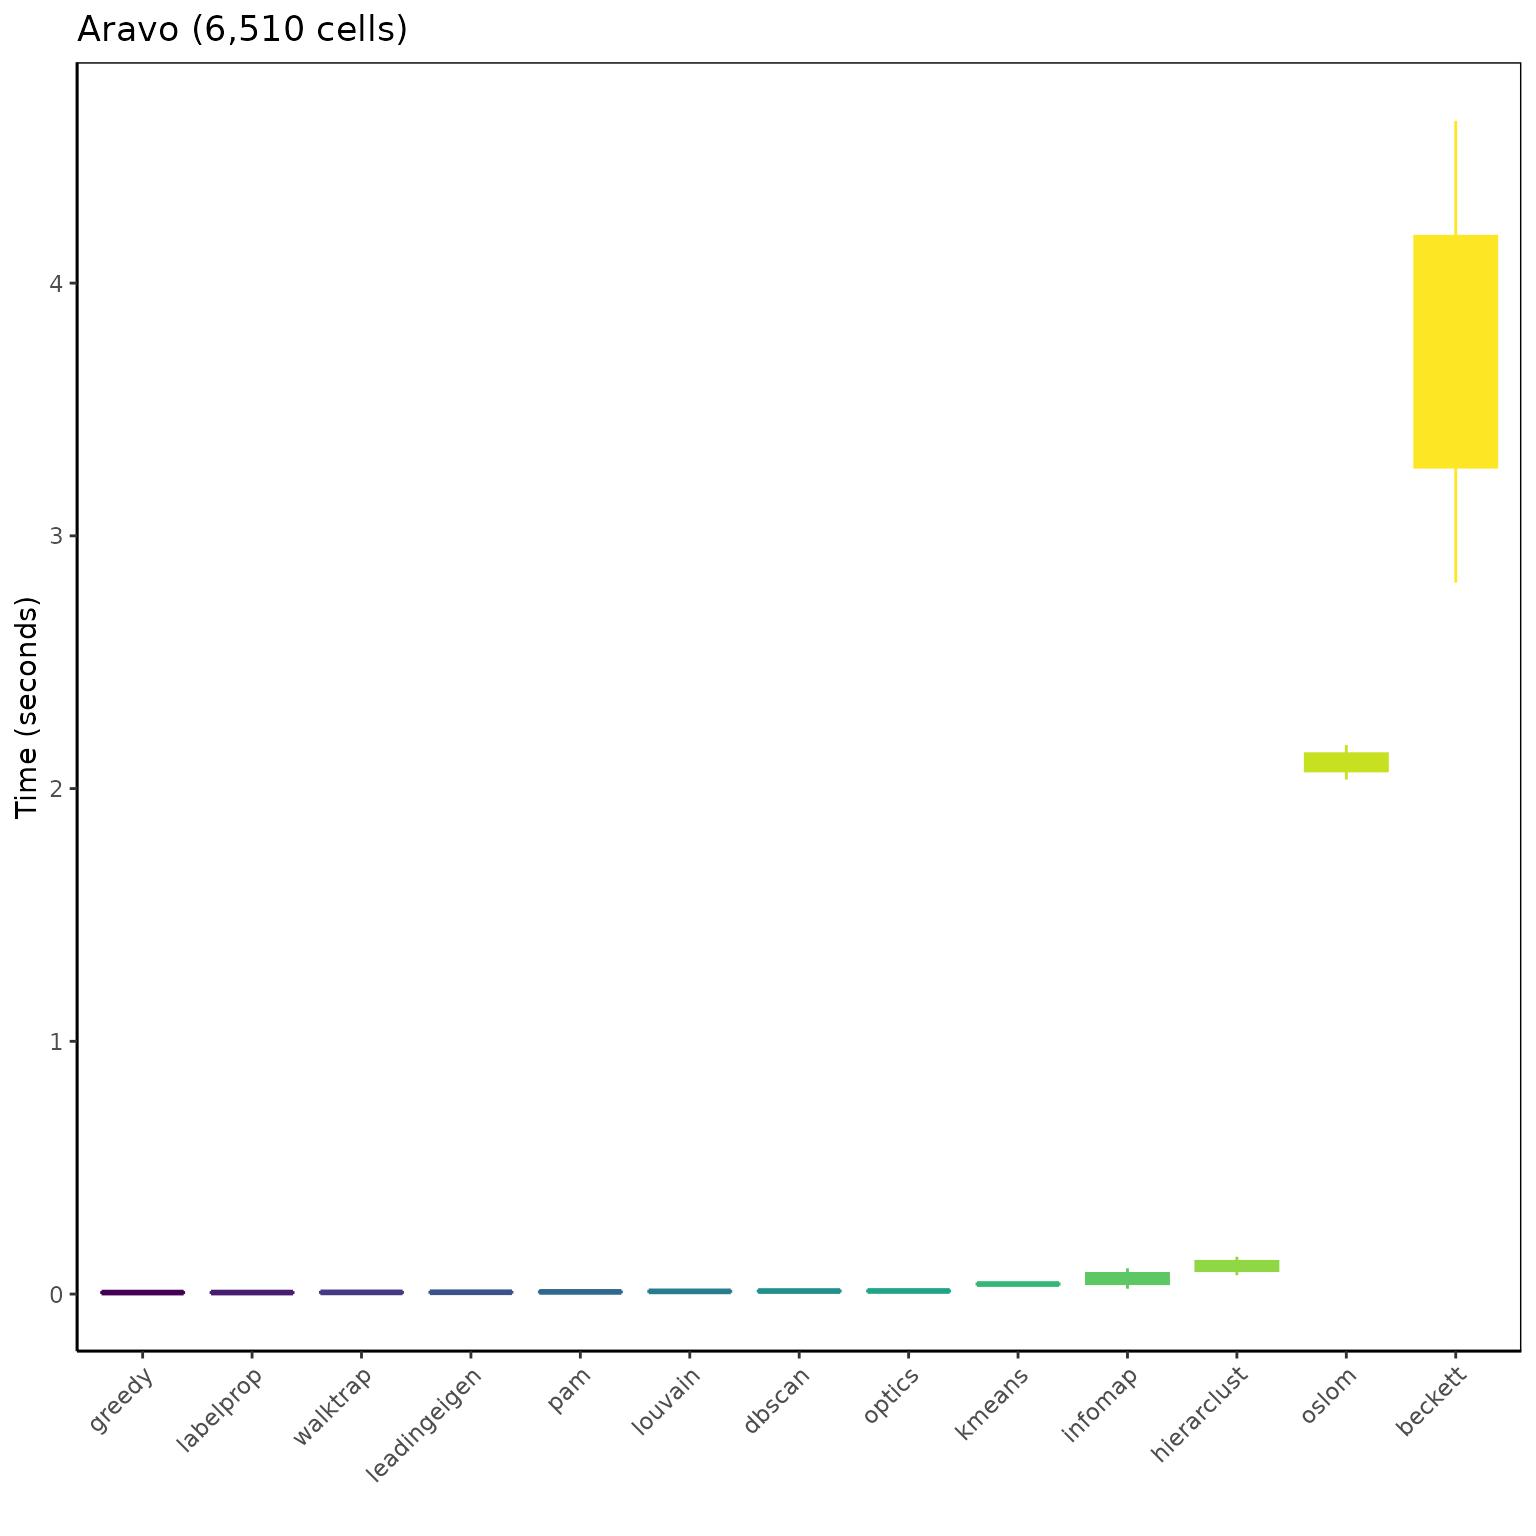 Aravo (6,510 cells)
Time (seconds)
4
3
2
1
0
greedy
labelprop
walktrap
leadingeigen
pam
louvain
dbscan
optics
kmeans
infomap
hierarclust
oslom
beckett